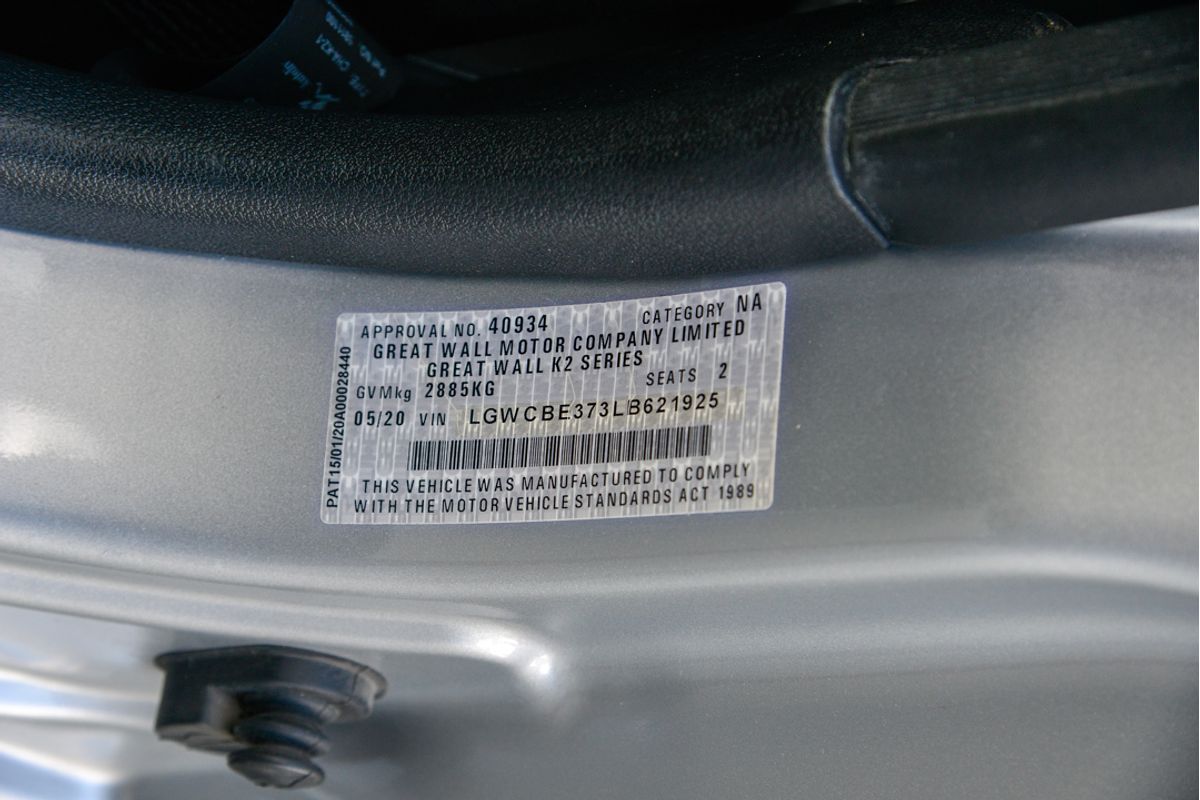 APPROVAL NO. 40934 CATEGORY NA
GREAT WALL MOTOR COMPANY LIMITED
GREAT WALL K2 SERIES
GVMkg 2885KG SEATS 2
05/20 VIN LGWCBE373LB621925
THIS VEHICLE WAS MANUFACTURED TO COMPLY
WITH THE MOTOR VEHICLE STANDARDS ACT 1989
PAT15/01/20A00028440